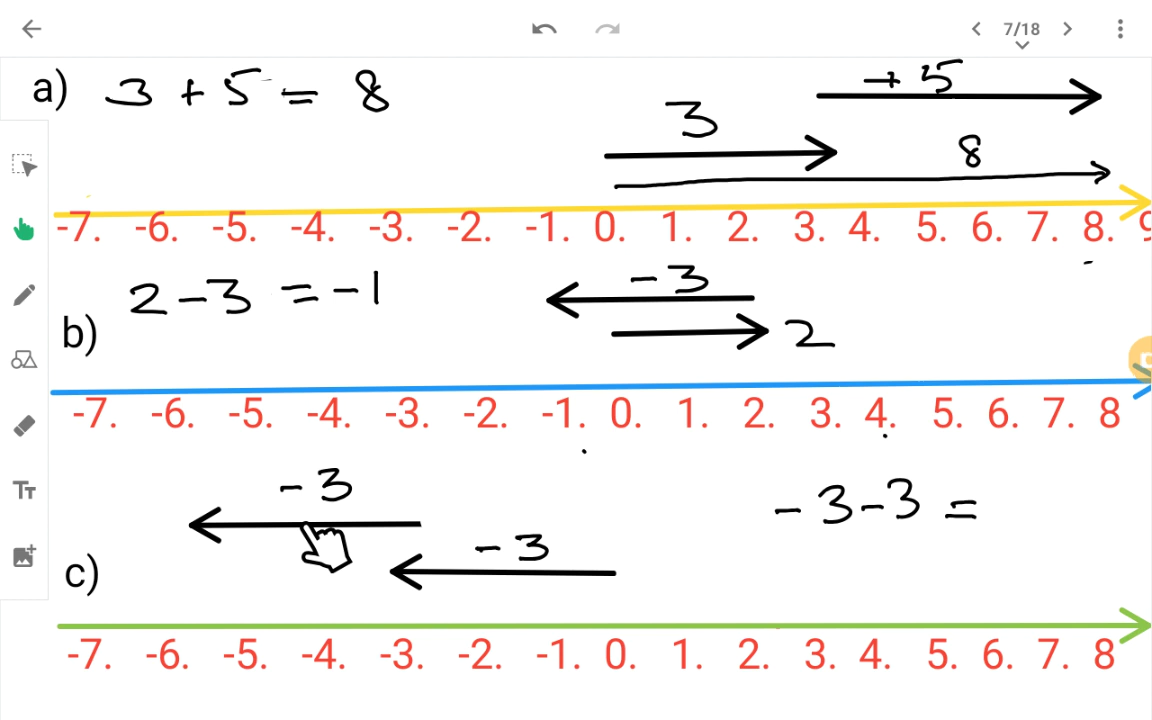 7/18
a) 3 + 5 = 8
+5
3
8
-7. -6. -5. -4. -3. -2. -1. 0. 1. 2. 3. 4. 5. 6. 7. 8. 9
2-3 = -1
-3
b)
2
-7. -6. -5. -4. -3. -2. -1. 0. 1. 2. 3. 4. 5. 6. 7. 8
-3
-3-3 =
-3
c)
-7. -6. -5. -4. -3. -2. -1. 0. 1. 2. 3. 4. 5. 6. 7. 8
Tт